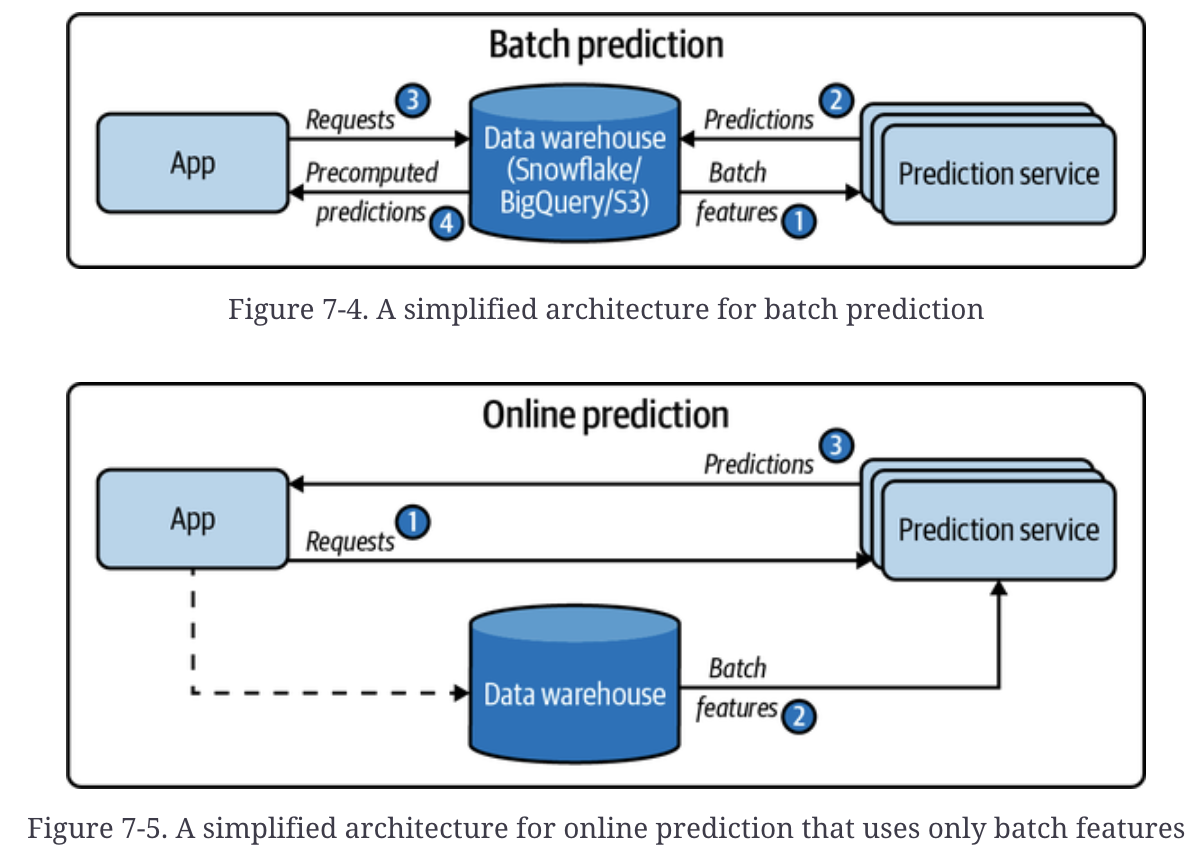 Batch prediction
App
Requests 3
Precomputed
predictions 4
Data warehouse
(Snowflake/
BigQuery/S3)
Predictions 2
Batch
features 1
Prediction service
Figure 7-4. A simplified architecture for batch prediction
Online prediction
Predictions 3
App
Requests 1
Prediction service
Data warehouse
Batch
features 2
Figure 7-5. A simplified architecture for online prediction that uses only batch features